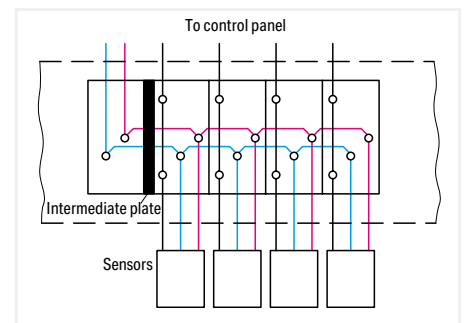 To control panel
Intermediate plate
Sensors